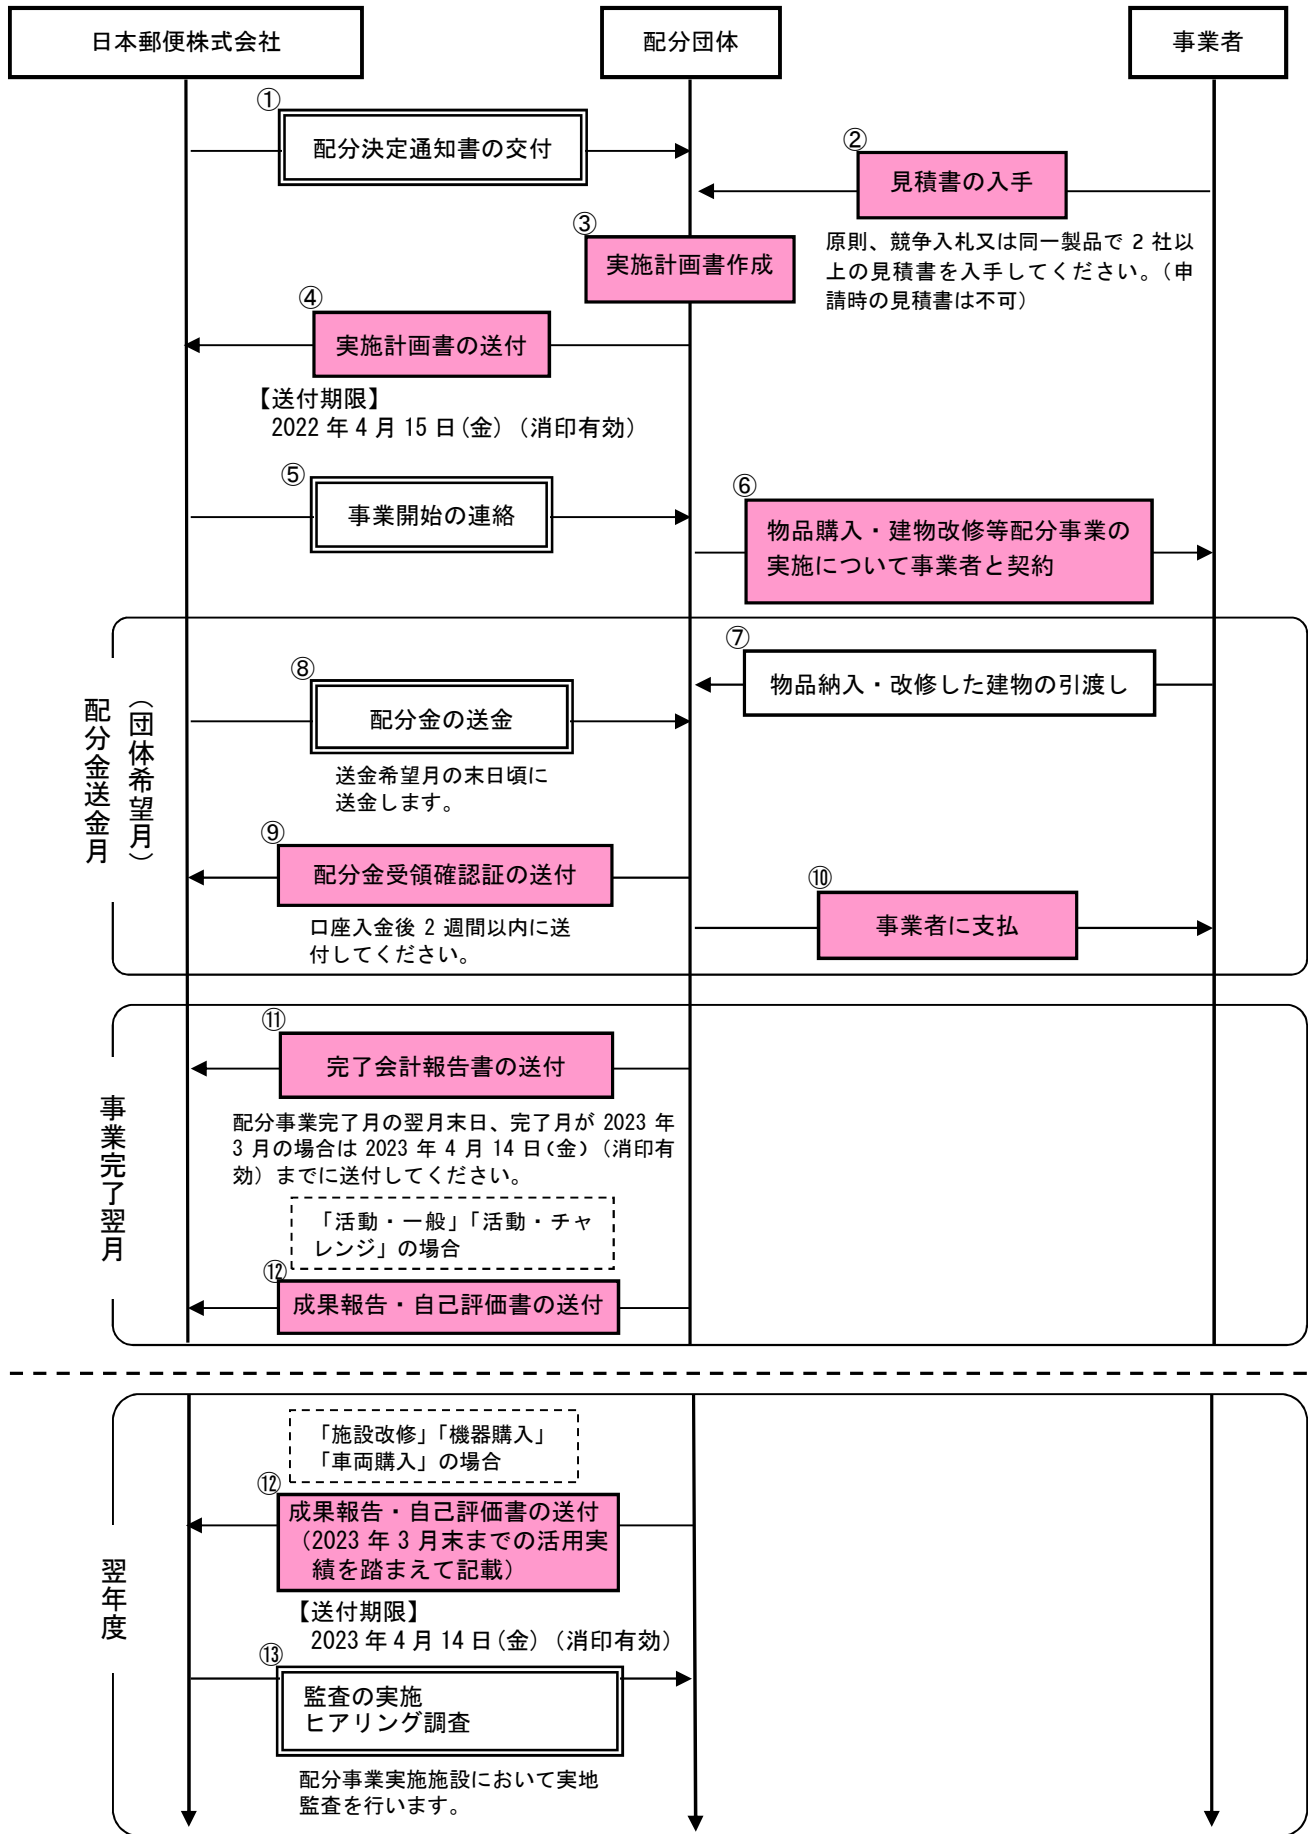 日本郵便株式会社
配分団体
事業者
①
配分決定通知書の交付
②
見積書の入手
原則、競争入札又は同一製品で 2 社以
上の見積書を入手してください。（申
請時の見積書は不可）
③
実施計画書作成
④
実施計画書の送付
【送付期限】
2022 年 4 月 15 日（金）（消印有効）
⑤
事業開始の連絡
⑥
物品購入・建物改修等配分事業の
実施について事業者と契約
配分金送金月
（団体希望月）
⑦
物品納入・改修した建物の引渡し
⑧
配分金の送金
送金希望月の末日頃に
送金します。
⑨
配分金受領確認証の送付
口座入金後 2 週間以内に送
付してください。
⑩
事業者に支払
事業完了翌月
⑪
完了会計報告書の送付
配分事業完了月の翌月末日、完了月が 2023 年
3 月の場合は 2023 年 4 月 14 日（金）（消印有
効）までに送付してください。
「活動・一般」「活動・チャ
レンジ」の場合
⑫
成果報告・自己評価書の送付
翌年度
「施設改修」「機器購入」
「車両購入」の場合
⑫
成果報告・自己評価書の送付
（2023 年 3 月末までの活用実
績を踏まえて記載）
【送付期限】
2023 年 4 月 14 日（金）（消印有効）
⑬
監査の実施
ヒアリング調査
配分事業実施施設において実地
監査を行います。